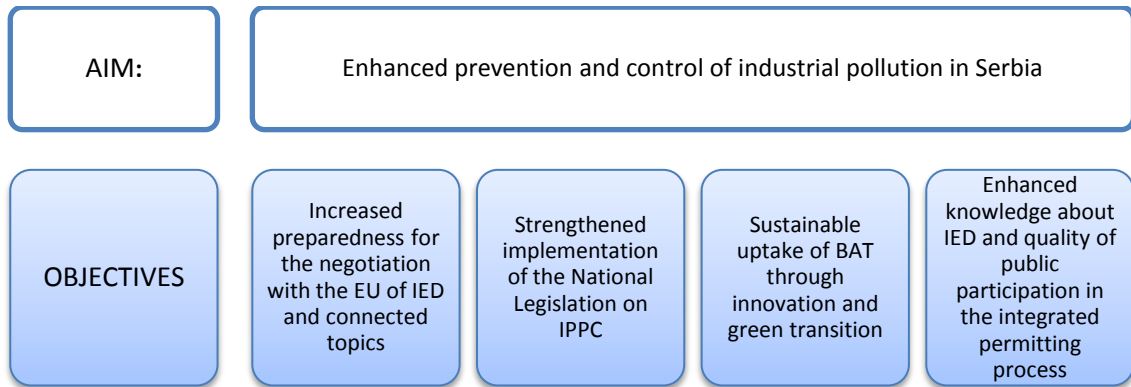 AIM:
Enhanced prevention and control of industrial pollution in Serbia
OBJECTIVES
Increased
preparedness for
the negotiation
with the EU of IED
and connected
topics
Strengthened
implementation
of the National
Legislation on
IPPC
Sustainable
uptake of BAT
through
innovation and
green transition
Enhanced
knowledge about
IED and quality of
public
participation in
the integrated
permitting
process